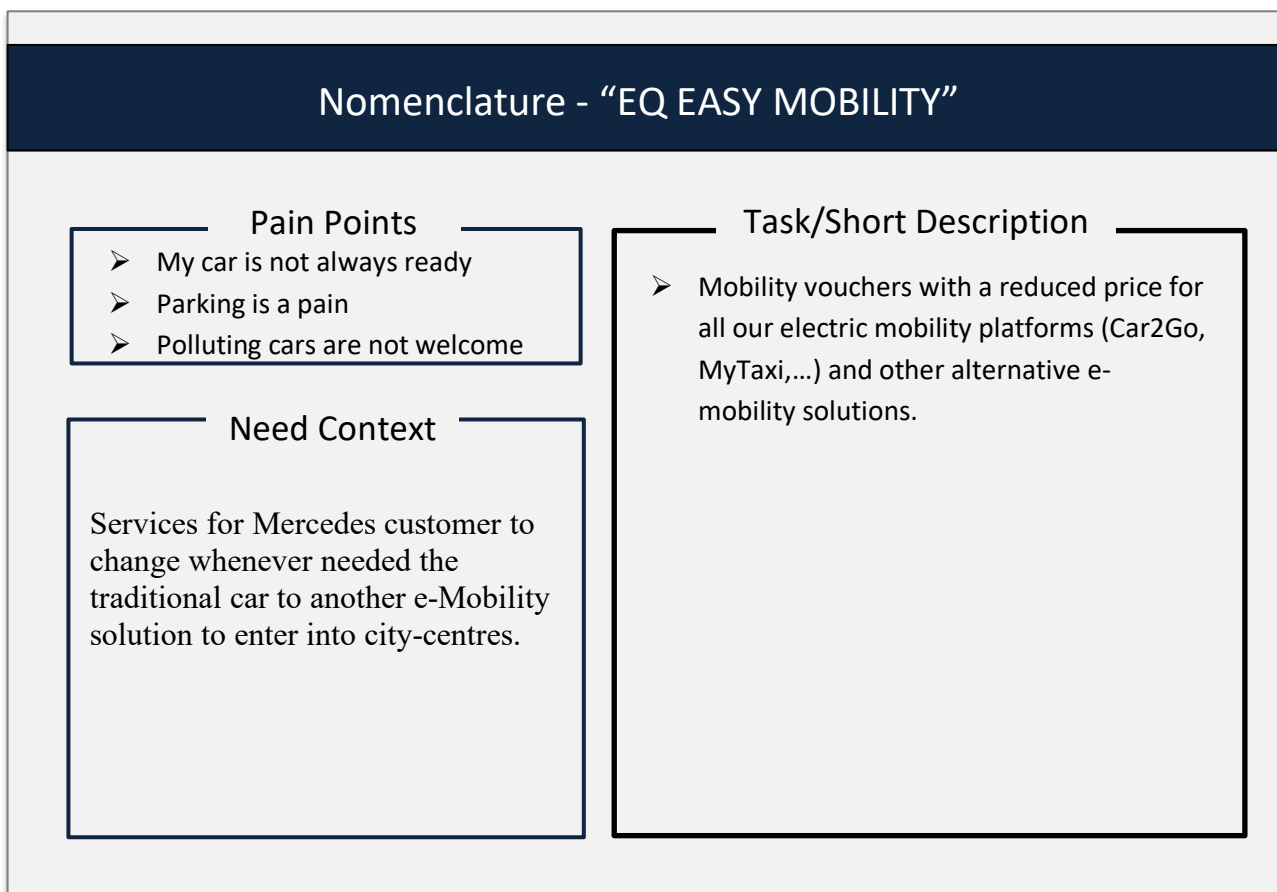 Nomenclature - “EQ EASY MOBILITY”
Pain Points
➢ My car is not always ready
➢ Parking is a pain
➢ Polluting cars are not welcome
Need Context
Services for Mercedes customer to
change whenever needed the
traditional car to another e-Mobility
solution to enter into city-centres.
Task/Short Description
➢ Mobility vouchers with a reduced price for
all our electric mobility platforms (Car2Go,
MyTaxi,...) and other alternative e-
mobility solutions.